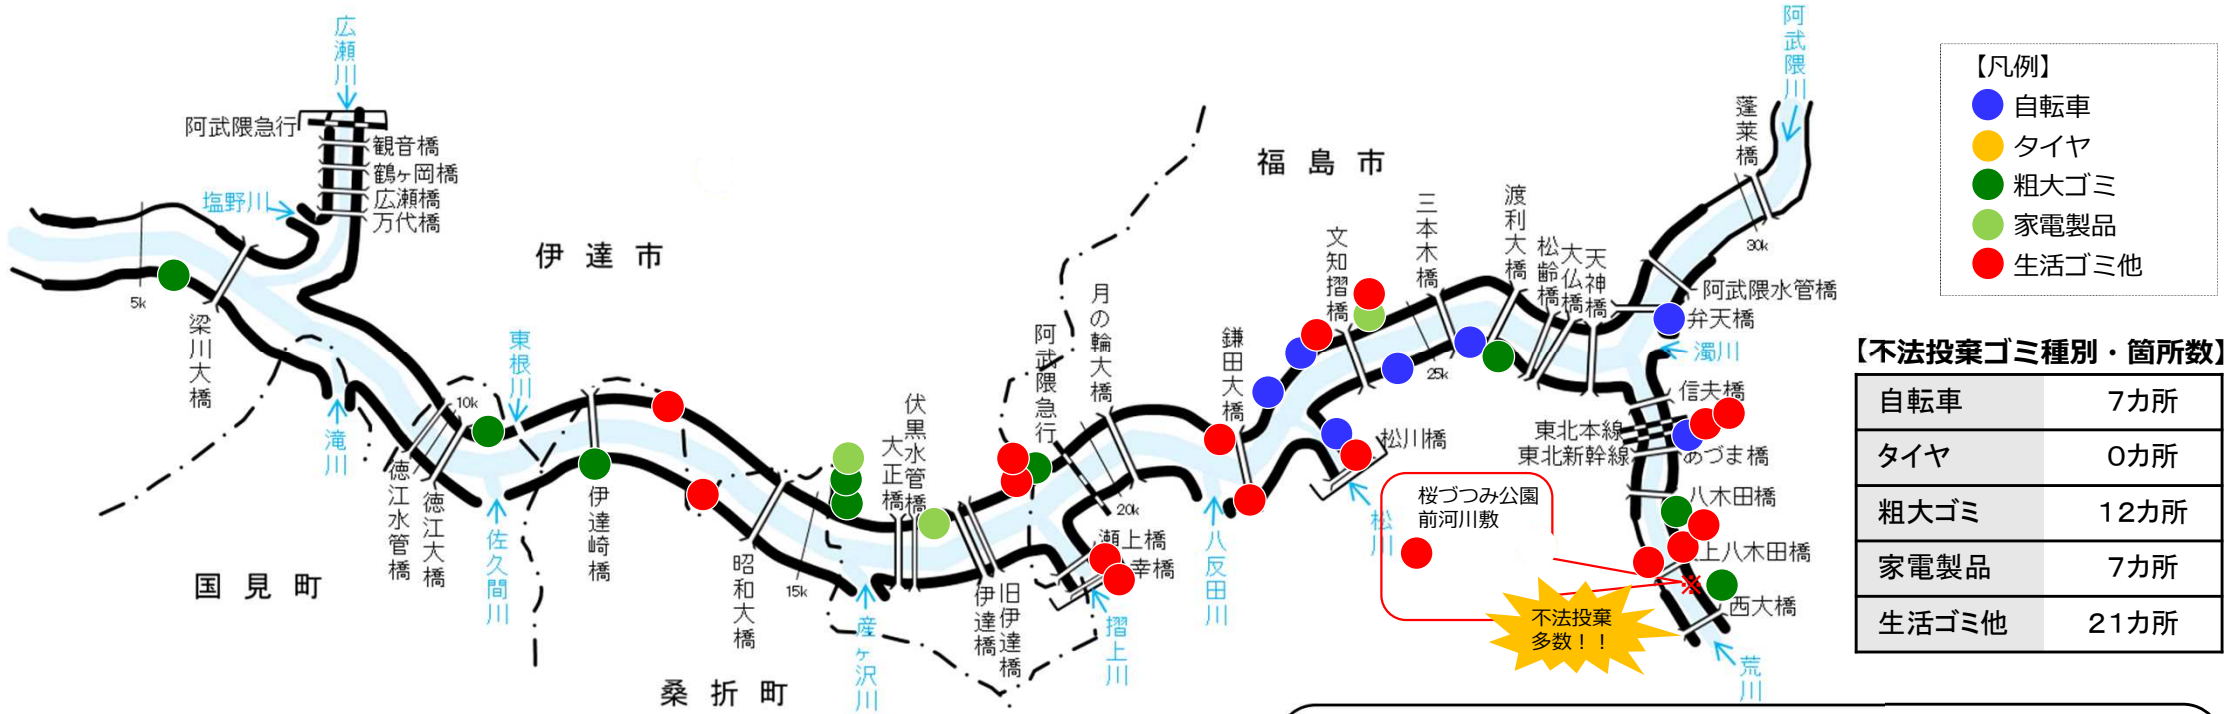 広瀬川
阿武隈急行
観音橋
鶴ヶ岡橋
広瀬橋
万代橋
塩野川
伊達市
5k
梁川大橋
滝川
10k
東根川
徳江水管橋
徳江大橋
佐久間川
伊達崎橋
国見町
昭和大橋
15k
桑折町
大正橋
伏黒水管橋
産ヶ沢川
伊達橋
旧伊達橋
阿武隈急行
月の輪大橋
20k
瀬上橋
幸橋
摺上川
鎌田大橋
八反田川
福島市
文知摺橋
松川橋
松川
三本木橋
25k
渡利大橋
松齢橋
大仏橋
天神橋
阿武隈川
蓬莱橋
30k
阿武隈水管橋
弁天橋
濁川
信夫橋
東北本線
東北新幹線
あづま橋
八木田橋
上八木田橋
※
西大橋
荒川
桜づつみ公園
前河川敷
不法投棄
多数！！
【凡例】
自転車
タイヤ
粗大ゴミ
家電製品
生活ゴミ他
【不法投棄ゴミ種別・箇所数】
自転車 7カ所
タイヤ 0カ所
粗大ゴミ 12カ所
家電製品 7カ所
生活ゴミ他 21カ所